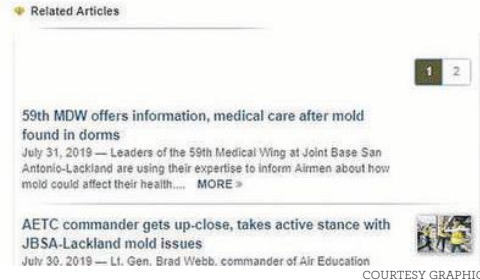 Related Articles
1 2
59th MDW offers information, medical care after mold
found in dorms
July 31, 2019 — Leaders of the 59th Medical Wing at Joint Base San
Antonio-Lackland are using their expertise to inform Airmen about how
mold could affect their health.... MORE »
AETC commander gets up-close, takes active stance with
JBSA-Lackland mold issues
July 30, 2019 — Lt. Gen. Brad Webb, commander of Air Education
COURTESY GRAPHIC